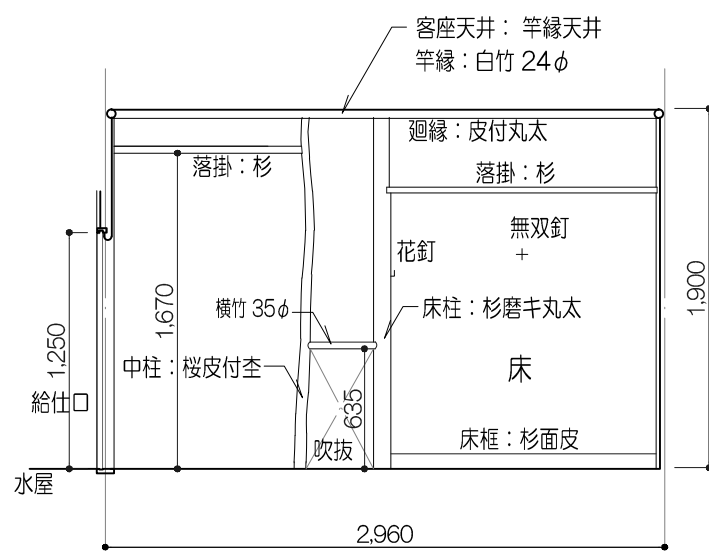 客座天井：竿縁天井
竿縁：白竹 24φ
廻縁：皮付丸太
落掛：杉
落掛：杉
無双釘
花釘
横竹 35φ
床柱：杉磨キ丸太
1,900
1,670
1,250
中柱：桜皮付杢
床
635
給仕口
床框：杉面皮
吹抜
水屋
2,960